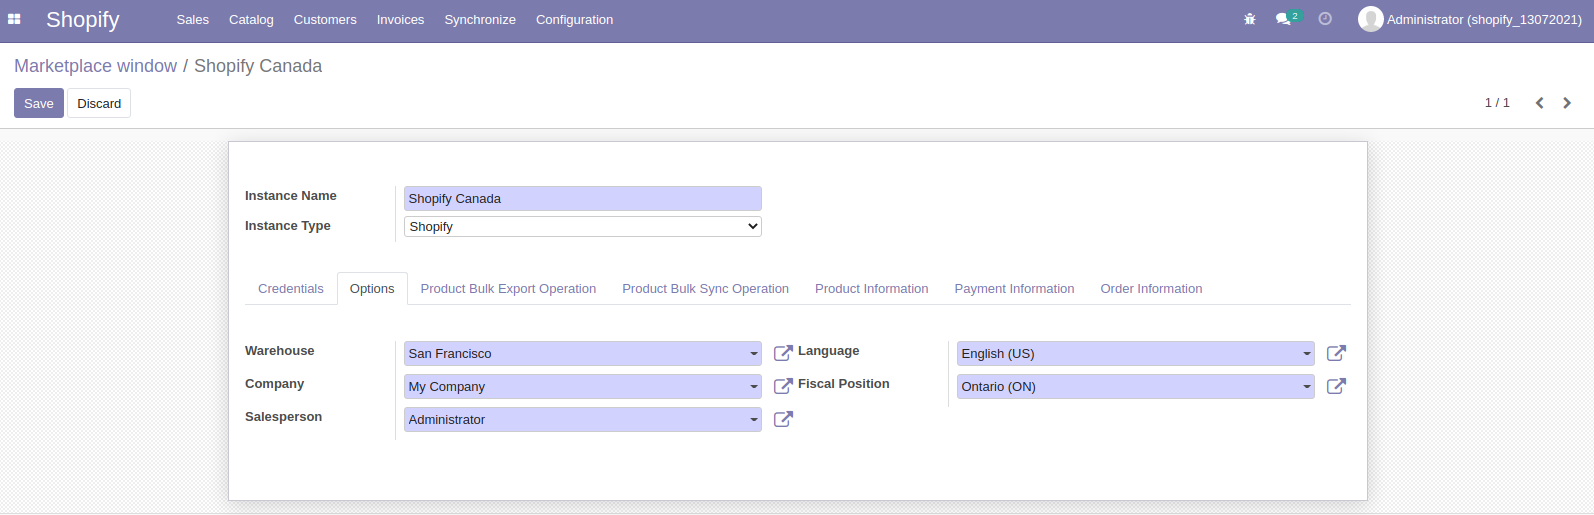 Shopify Sales Catalog Customers Invoices Synchronize Configuration 2 Administrator (shopify_13072021)
Marketplace window / Shopify Canada
Save Discard 1 / 1
Instance Name Shopify Canada
Instance Type Shopify
Credentials Options Product Bulk Export Operation Product Bulk Sync Operation Product Information Payment Information Order Information
Warehouse San Francisco Language English (US)
Company My Company Fiscal Position Ontario (ON)
Salesperson Administrator